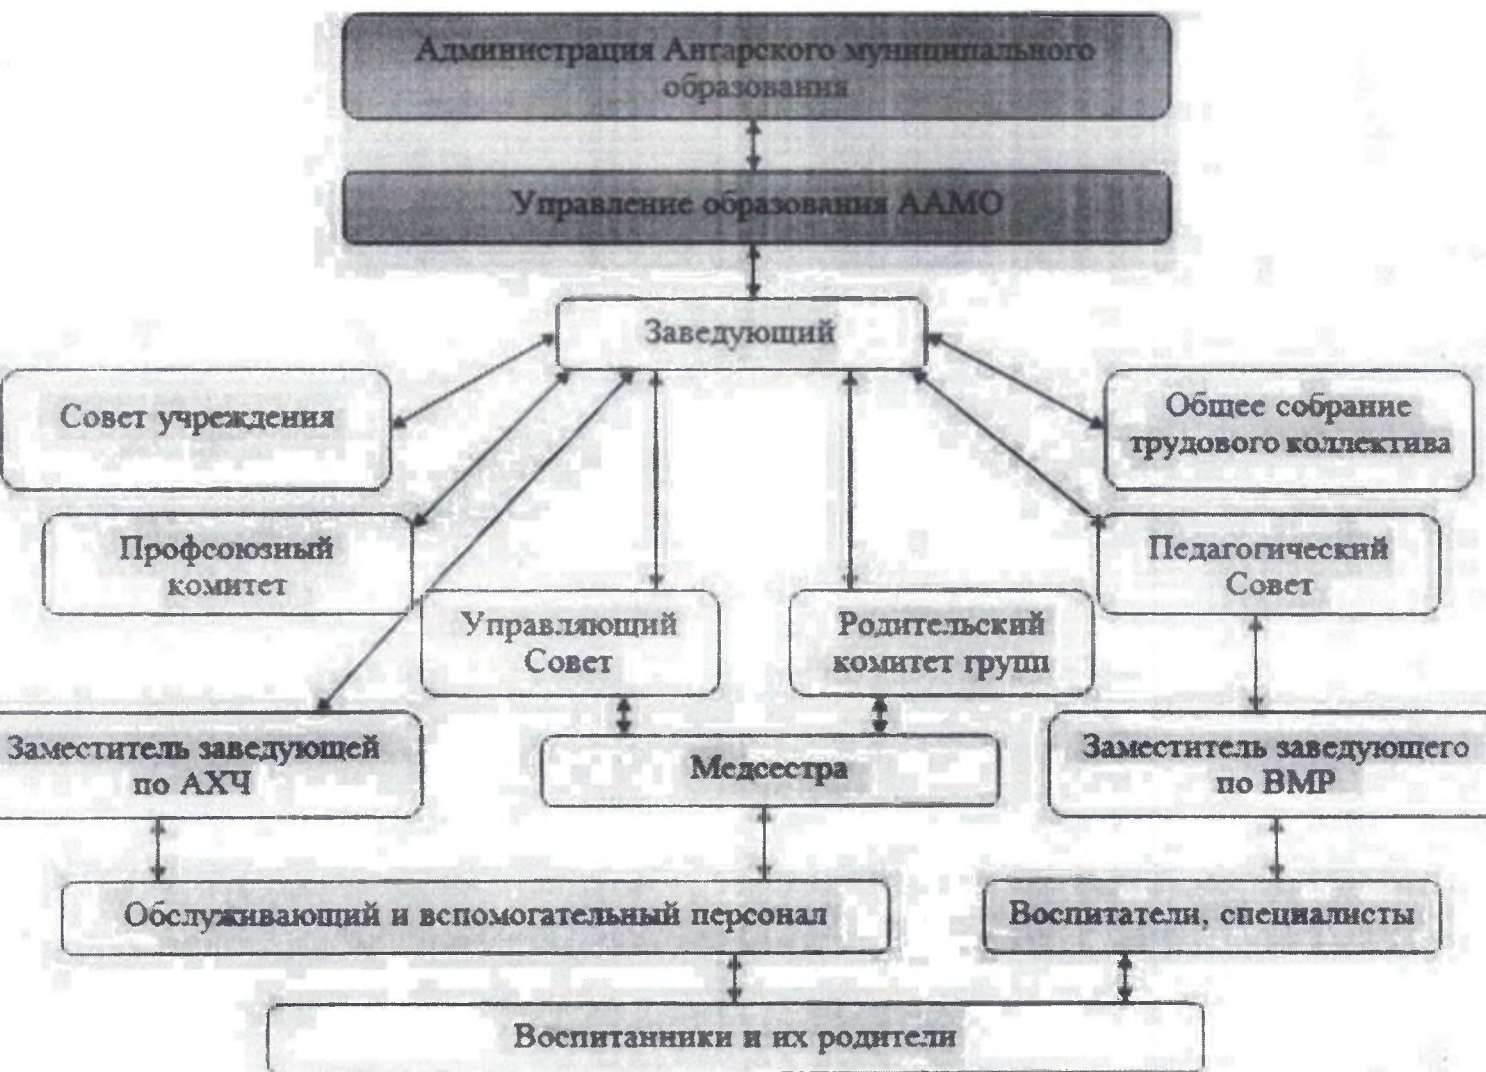 Администрация Ангарского муниципального
образования
Управление образования ААМО
Заведующий
Совет учреждения
Общее собрание
трудового коллектива
Профсоюзный
комитет
Педагогический
Совет
Управляющий
Совет
Родительский
комитет групп
Заместитель заведующей
по АХЧ
Медсестра
Заместитель заведующего
по ВМР
Обслуживающий и вспомогательный персонал
Воспитатели, специалисты
Воспитанники и их родители